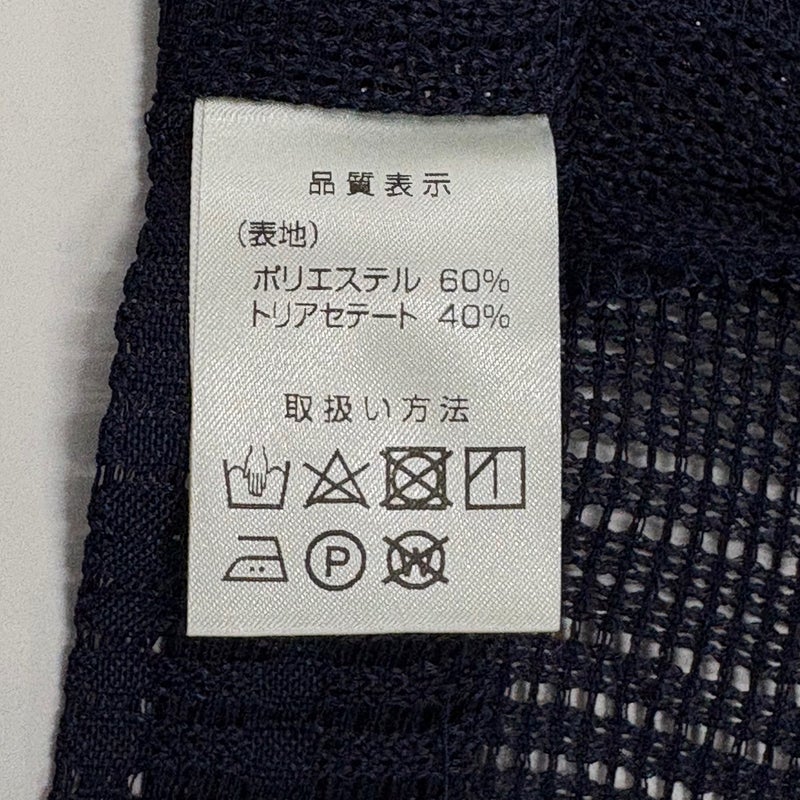 品質表示
(表地)
ポリエステル 60%
トリアセテート 40%
取扱い方法
P
W